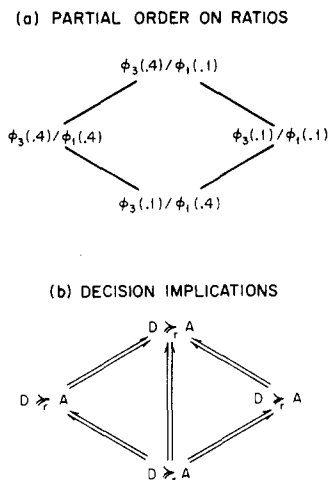 (a) PARTIAL ORDER ON RATIOS
ϕ₃(.4)/ϕ₁(.1)
ϕ₃(.4)/ϕ₁(.4) ϕ₃(.1)/ϕ₁(.1)
ϕ₃(.1)/ϕ₁(.4)
(b) DECISION IMPLICATIONS
D ≽ᵣ A
D ≽ᵣ A D ≽ᵣ A
D ≽ᵣ A